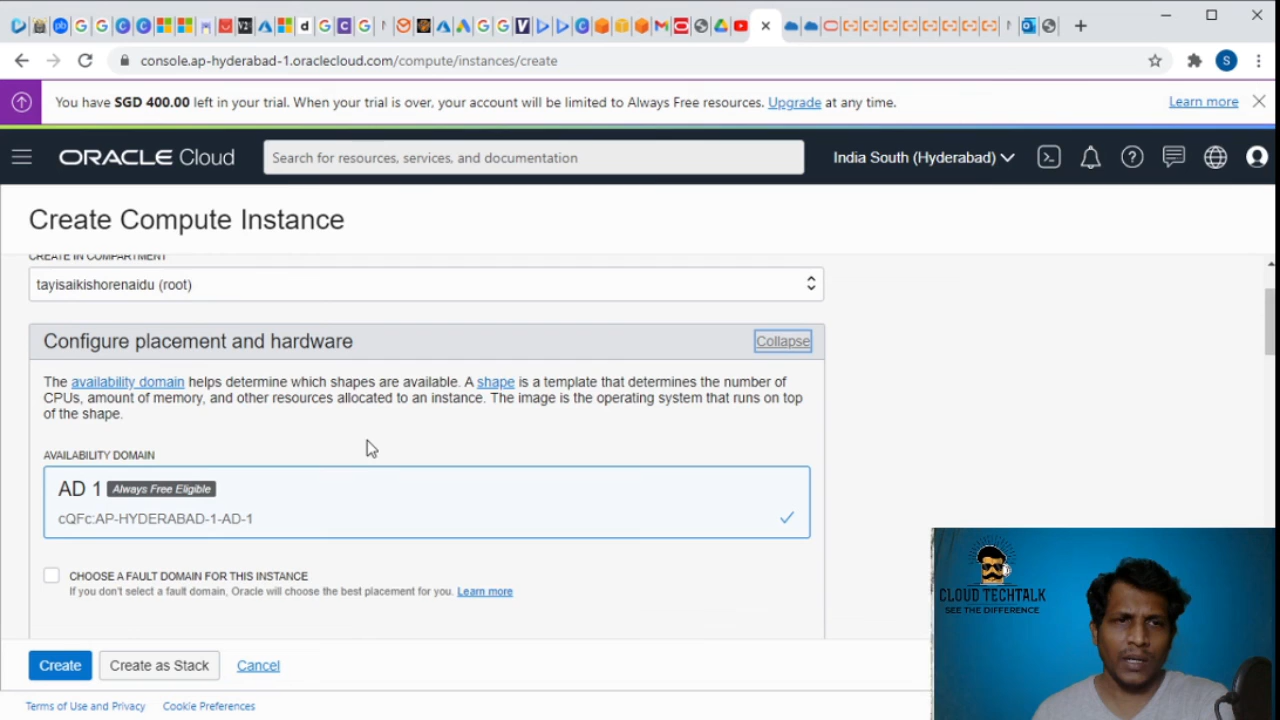 console.ap-hyderabad-1.oraclecloud.com/compute/instances/create
S
You have SGD 400.00 left in your trial. When your trial is over, your account will be limited to Always Free resources. Upgrade at any time.
Learn more
ORACLE Cloud
Search for resources, services, and documentation
India South (Hyderabad)
Create Compute Instance
CREATE IN COMPARTMENT
tayisaikishorenaidu (root)
Configure placement and hardware
Collapse
The availability domain helps determine which shapes are available. A shape is a template that determines the number of
CPUs, amount of memory, and other resources allocated to an instance. The image is the operating system that runs on top
of the shape.
AVAILABILITY DOMAIN
AD 1 Always Free Eligible
cQFc:AP-HYDERABAD-1-AD-1
CHOOSE A FAULT DOMAIN FOR THIS INSTANCE
If you don't select a fault domain, Oracle will choose the best placement for you. Learn more
CLOUD TECHTALK
SEE THE DIFFERENCE
Create
Create as Stack
Cancel
Terms of Use and Privacy
Cookie Preferences